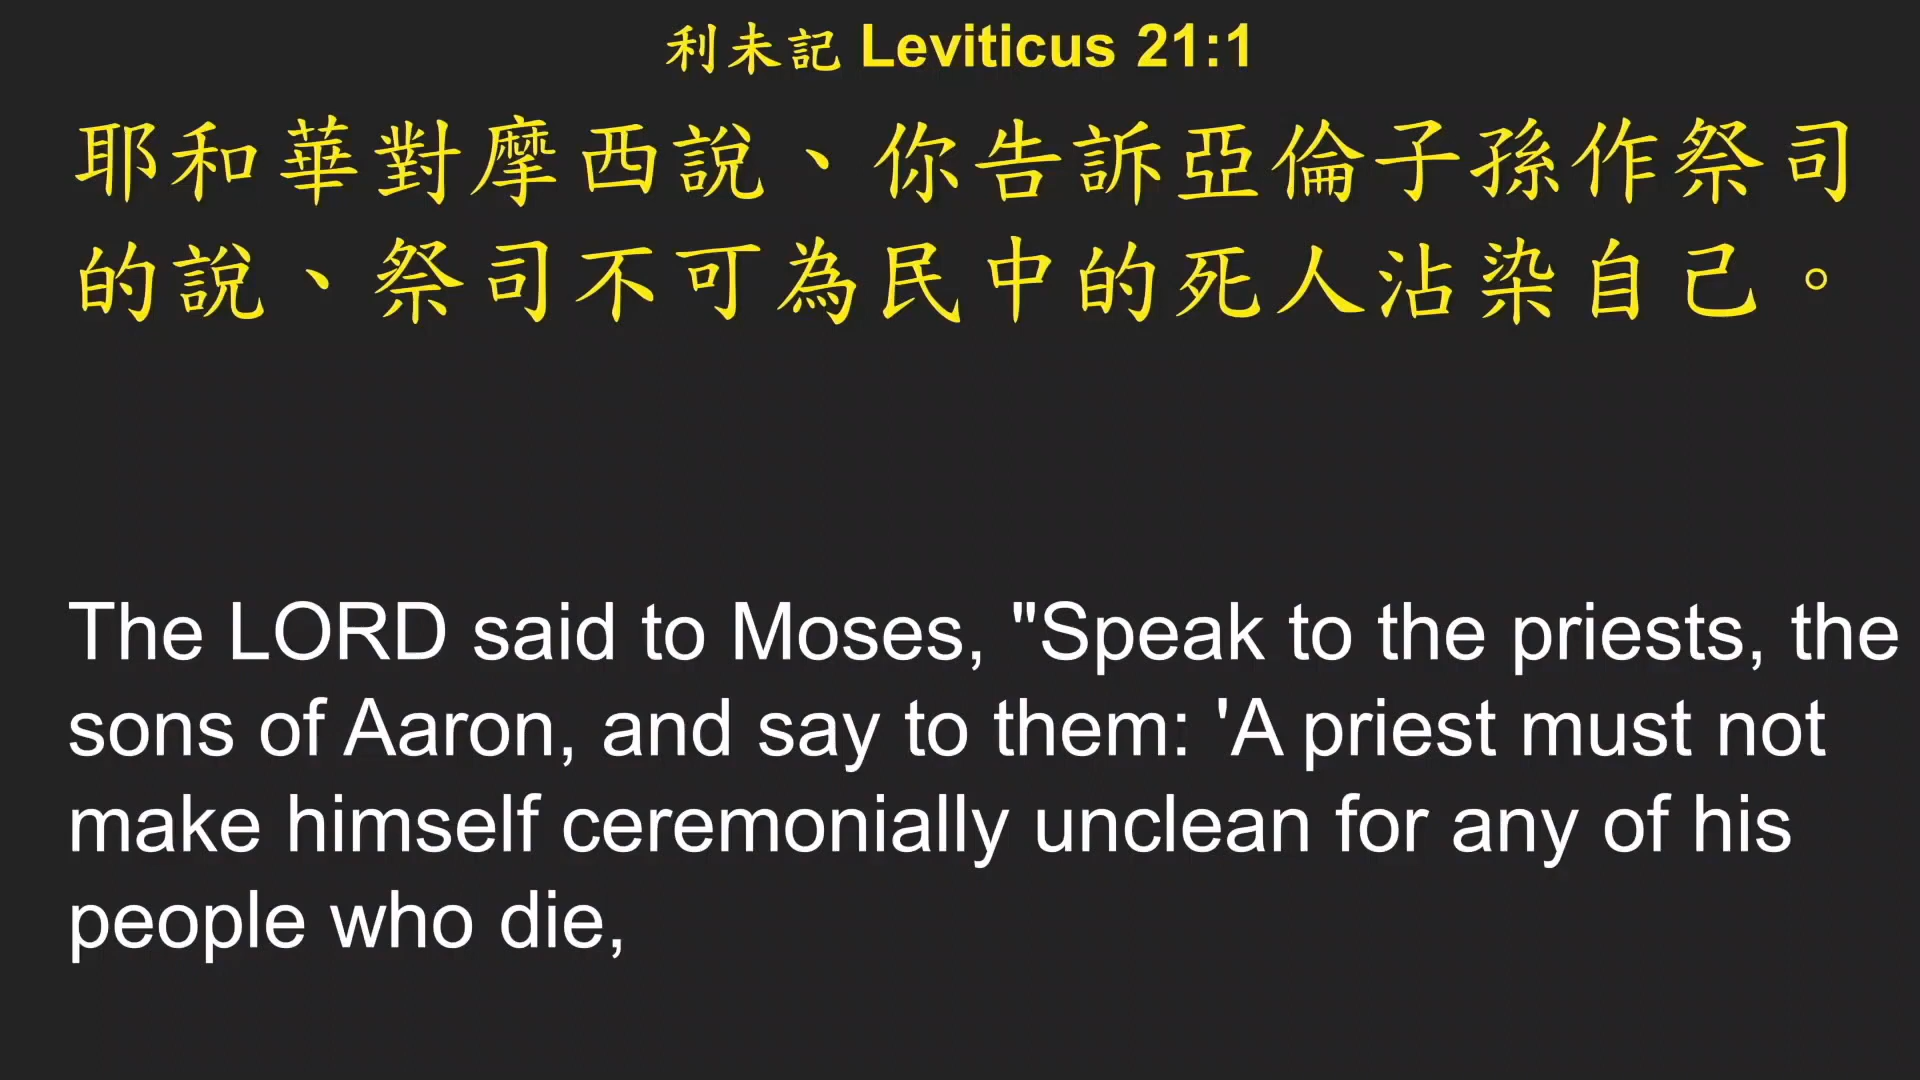 利未記 Leviticus 21:1
耶和華對摩西說、你告訴亞倫子孫作祭司
的說、祭司不可為民中的死人沾染自己。
The LORD said to Moses, "Speak to the priests, the
sons of Aaron, and say to them: 'A priest must not
make himself ceremonially unclean for any of his
people who die,